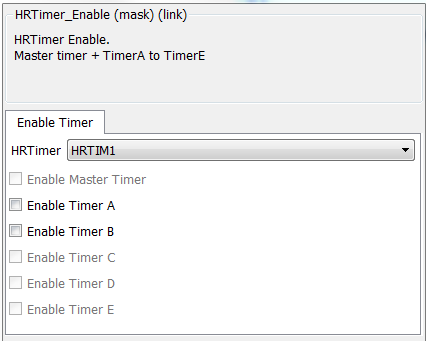 HRTimer_Enable (mask) (link)
HRTimer Enable.
Master timer + TimerA to TimerE
Enable Timer
HRTimer HRTIM1
Enable Master Timer
Enable Timer A
Enable Timer B
Enable Timer C
Enable Timer D
Enable Timer E